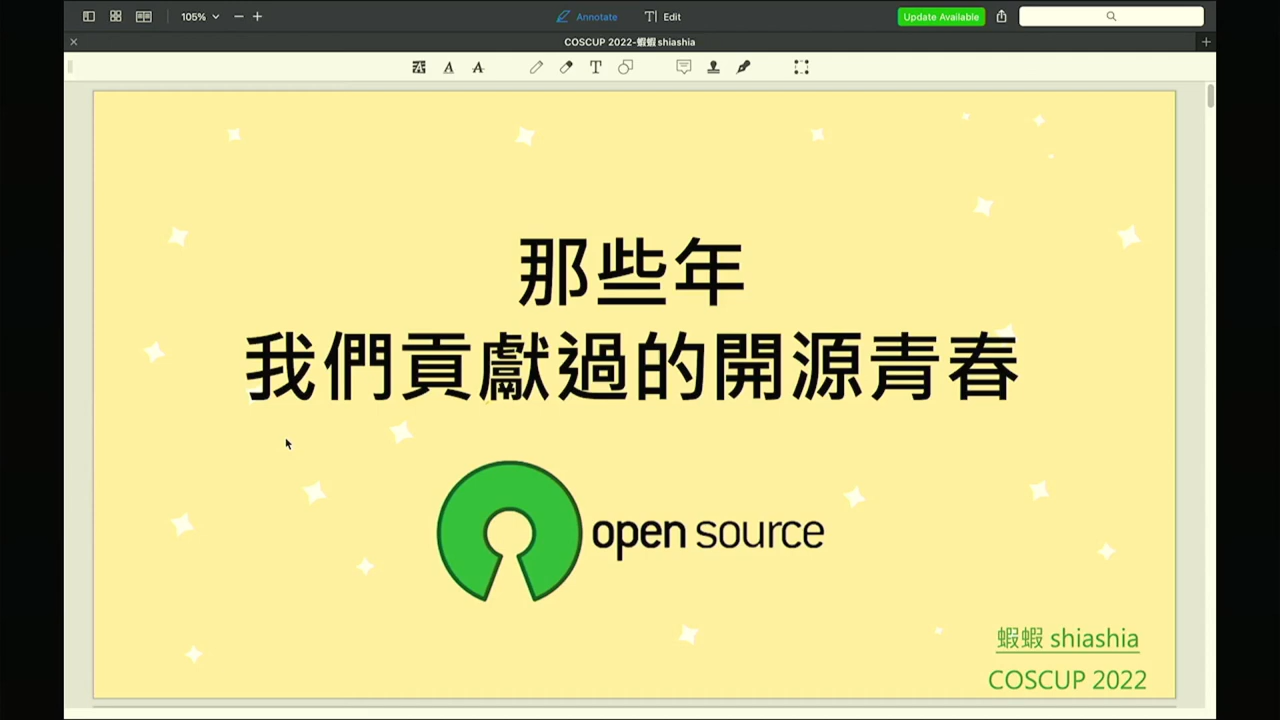 105%
Annotate
Edit
Update Available
COSCUP 2022-蝦蝦 shiashia
那些年
我們貢獻過的開源青春
open source
蝦蝦 shiashia
COSCUP 2022